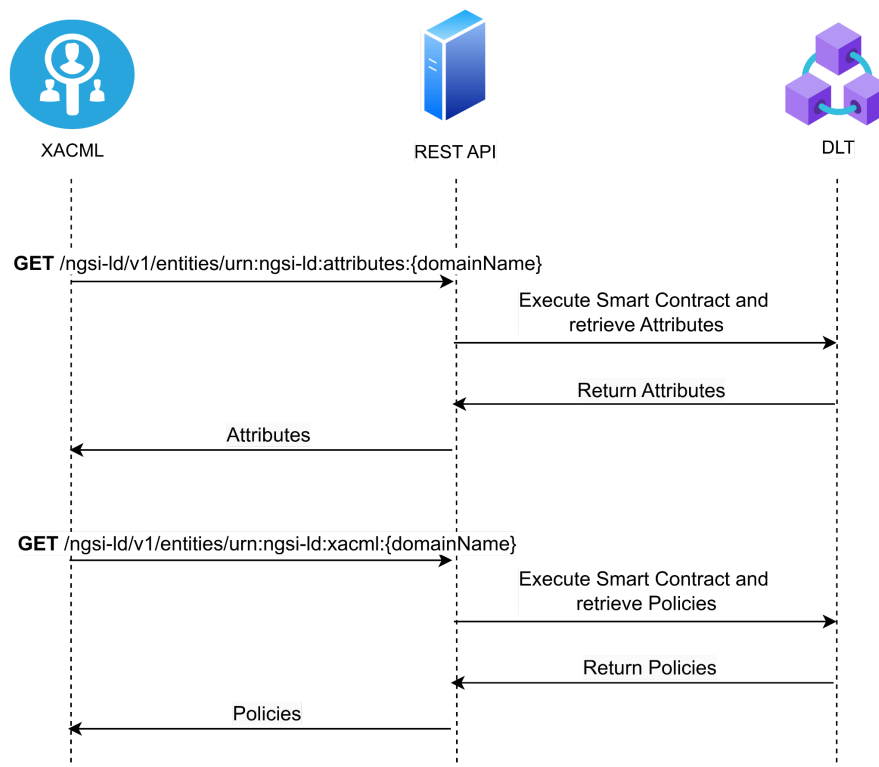 XACML
REST API
DLT
GET /ngsi-ld/v1/entities/urn:ngsi-ld:attributes:{domainName}
Execute Smart Contract and
retrieve Attributes
Return Attributes
Attributes
GET /ngsi-ld/v1/entities/urn:ngsi-ld:xacml:{domainName}
Execute Smart Contract and
retrieve Policies
Return Policies
Policies